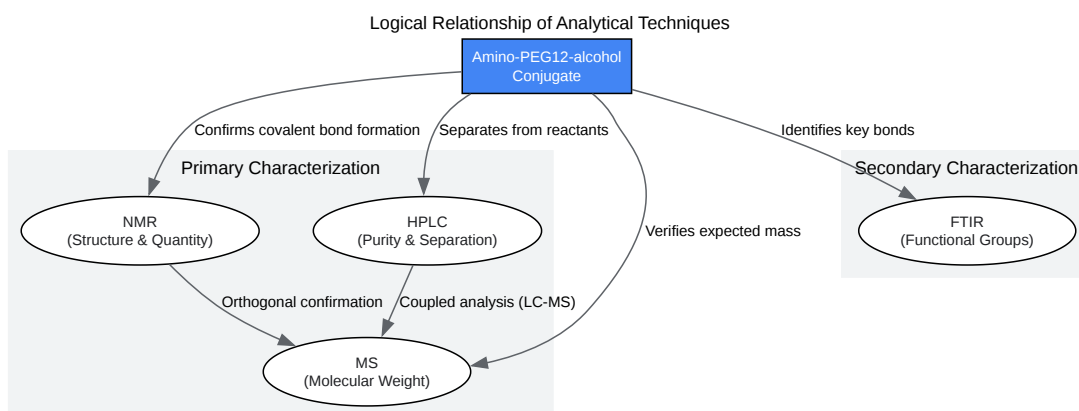 Logical Relationship of Analytical Techniques
Amino-PEG12-alcohol
Conjugate
Confirms covalent bond formation
Separates from reactants
Identifies key bonds
Primary Characterization
Secondary Characterization
NMR
(Structure & Quantity)
HPLC
(Purity & Separation)
Verifies expected mass
FTIR
(Functional Groups)
Orthogonal confirmation
Coupled analysis (LC-MS)
MS
(Molecular Weight)